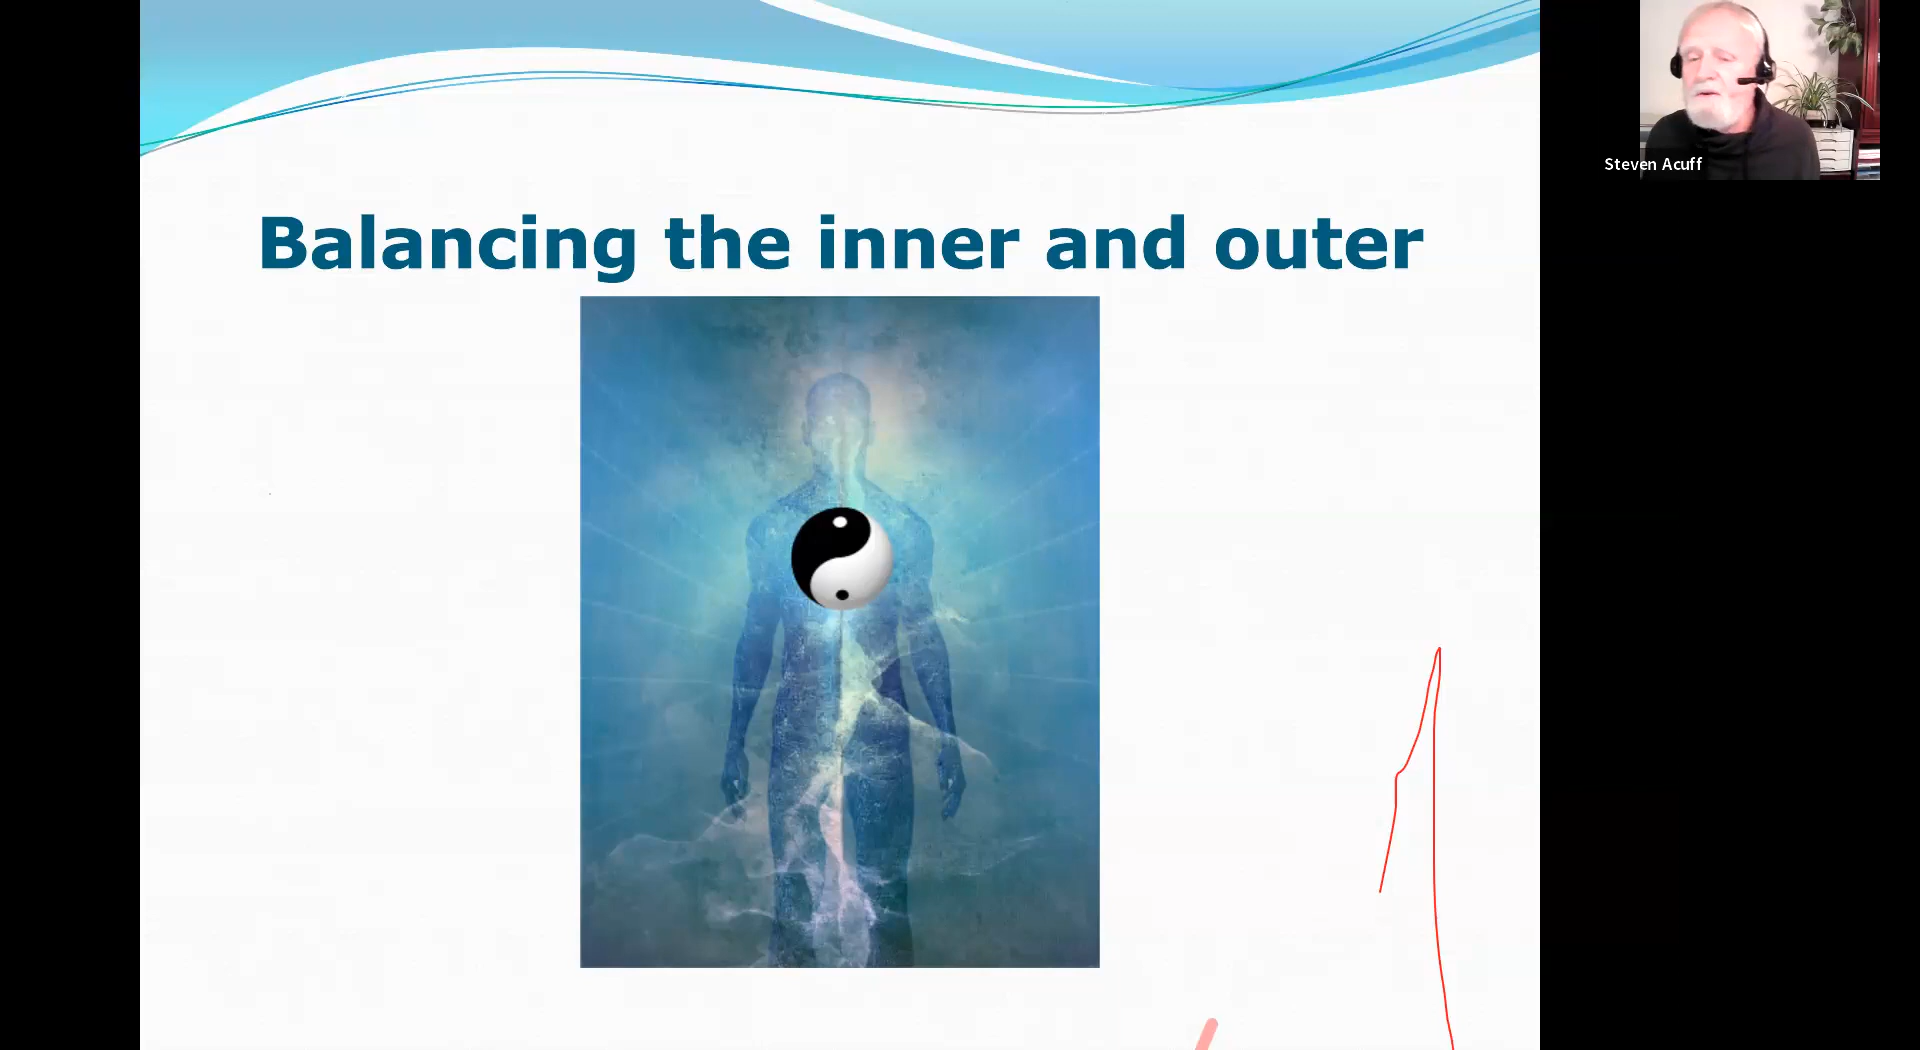 Balancing the inner and outer
Steven Acuff